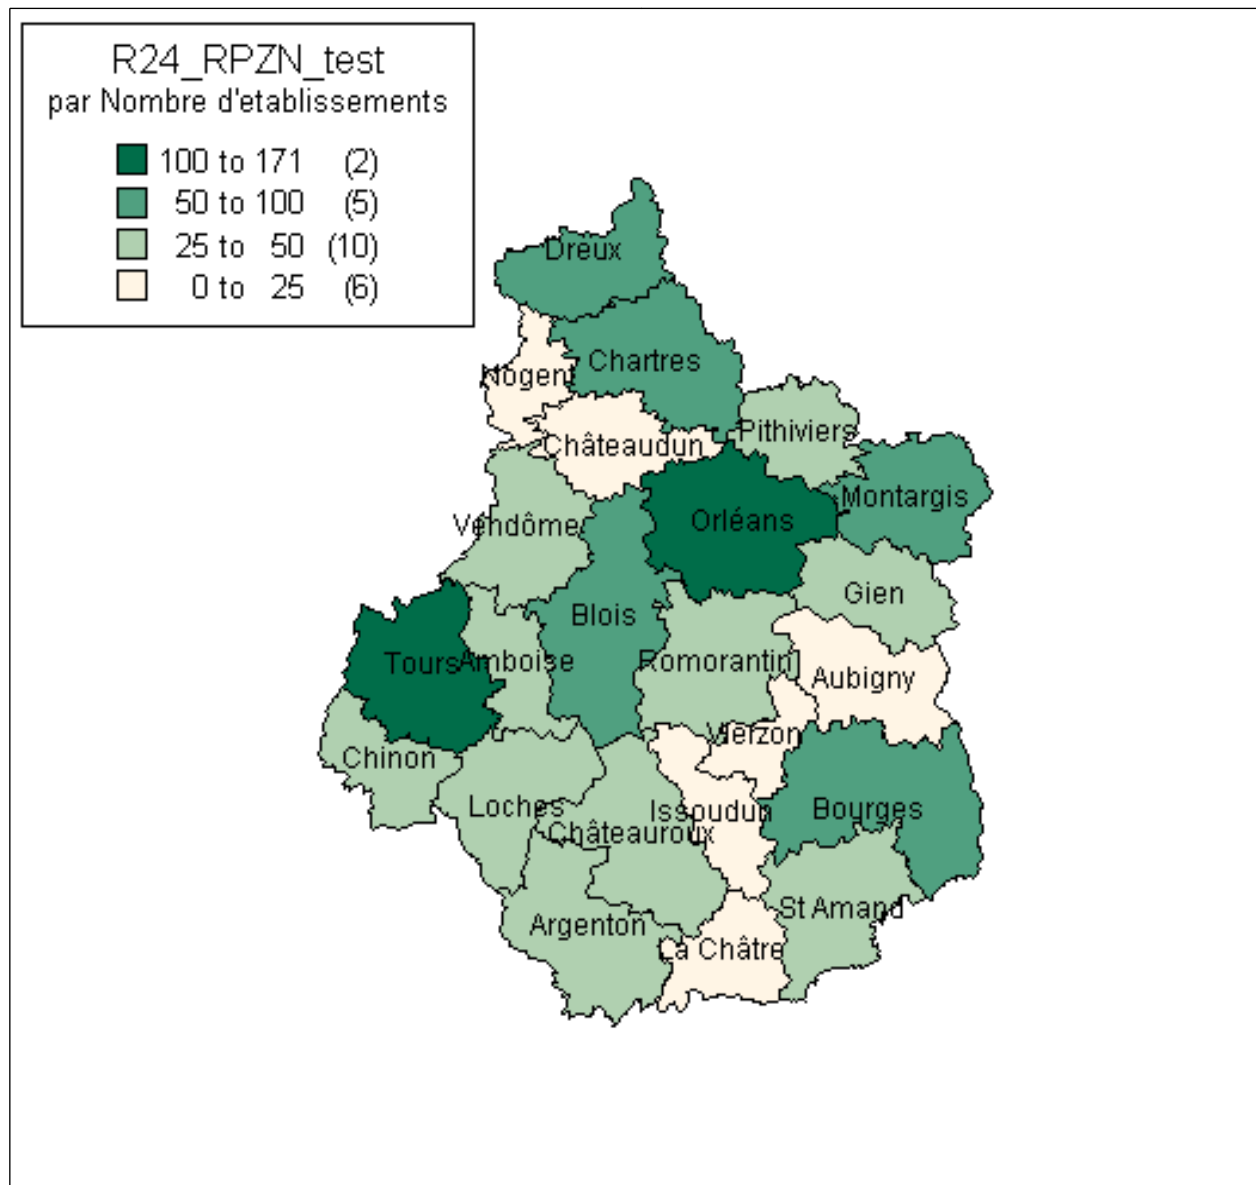 R24_RPZN_test
par Nombre d'etablissements
100 to 171 (2)
50 to 100 (5)
25 to 50 (10)
0 to 25 (6)
Dreux
Chartres
Nogent
Pithiviers
Châteaudun
Montargis
Orléans
Vendôme
Gien
Blois
Tours
Amboise
Romorantin
Aubigny
Vierzon
Chinon
Loches
Issoudun
Bourges
Châteauroux
St Amand
Argenton
La Châtre